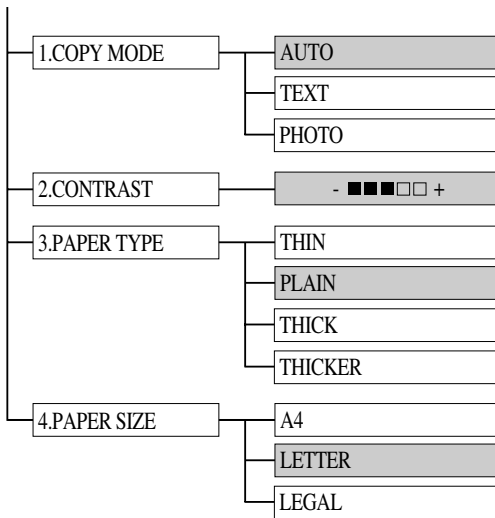 1.COPY MODE
AUTO
TEXT
PHOTO
2.CONTRAST
- ■■■□□ +
3.PAPER TYPE
THIN
PLAIN
THICK
THICKER
4.PAPER SIZE
A4
LETTER
LEGAL